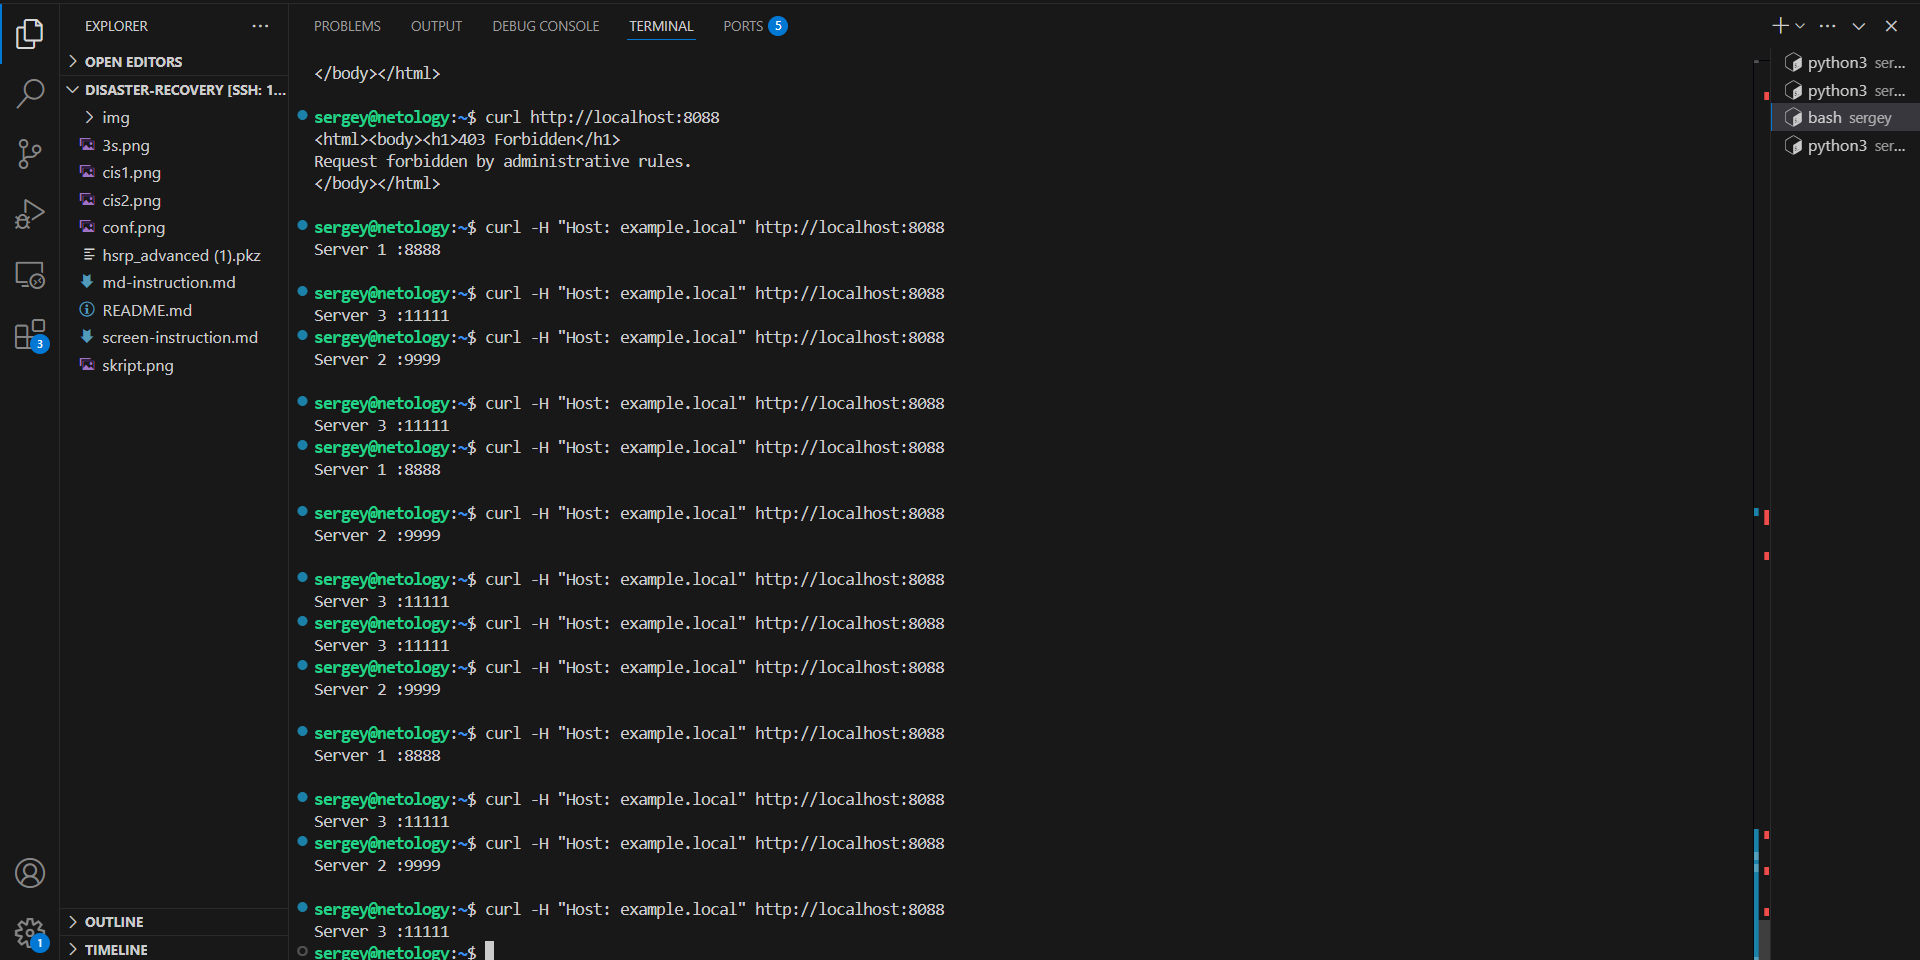 EXPLORER
OPEN EDITORS
DISASTER-RECOVERY [SSH: 1...
img
3s.png
cis1.png
cis2.png
conf.png
hsrp_advanced (1).pkz
md-instruction.md
README.md
screen-instruction.md
skript.png
OUTLINE
TIMELINE
3
1
PROBLEMS OUTPUT DEBUG CONSOLE TERMINAL PORTS 5
</body></html>
sergey@netology:~$ curl http://localhost:8088
<html><body><h1>403 Forbidden</h1>
Request forbidden by administrative rules.
</body></html>
sergey@netology:~$ curl -H "Host: example.local" http://localhost:8088
Server 1 :8888
sergey@netology:~$ curl -H "Host: example.local" http://localhost:8088
Server 3 :11111
sergey@netology:~$ curl -H "Host: example.local" http://localhost:8088
Server 2 :9999
sergey@netology:~$ curl -H "Host: example.local" http://localhost:8088
Server 3 :11111
sergey@netology:~$ curl -H "Host: example.local" http://localhost:8088
Server 1 :8888
sergey@netology:~$ curl -H "Host: example.local" http://localhost:8088
Server 2 :9999
sergey@netology:~$ curl -H "Host: example.local" http://localhost:8088
Server 3 :11111
sergey@netology:~$ curl -H "Host: example.local" http://localhost:8088
Server 3 :11111
sergey@netology:~$ curl -H "Host: example.local" http://localhost:8088
Server 2 :9999
sergey@netology:~$ curl -H "Host: example.local" http://localhost:8088
Server 1 :8888
sergey@netology:~$ curl -H "Host: example.local" http://localhost:8088
Server 3 :11111
sergey@netology:~$ curl -H "Host: example.local" http://localhost:8088
Server 2 :9999
sergey@netology:~$ curl -H "Host: example.local" http://localhost:8088
Server 3 :11111
sergey@netology:~$
python3 ser...
python3 ser...
bash sergey
python3 ser...